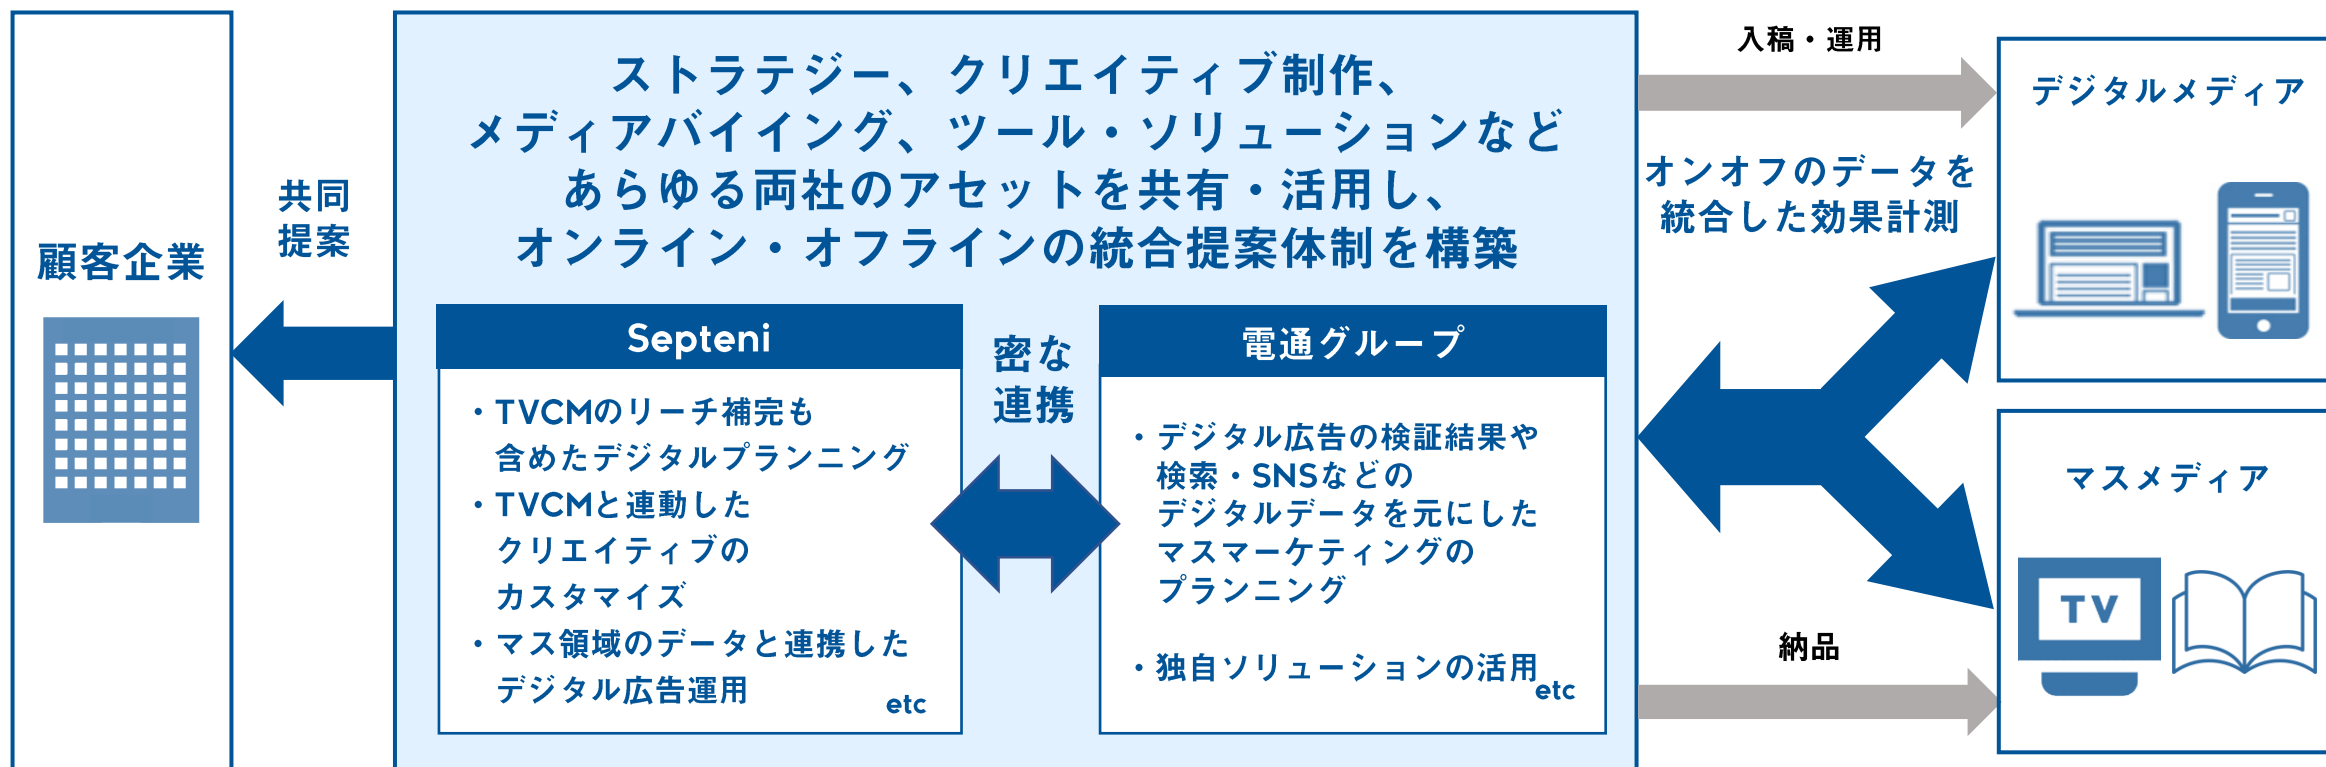 顧客企業
共同
提案
ストラテジー、クリエイティブ制作、
メディアバイイング、ツール・ソリューションなど
あらゆる両社のアセットを共有・活用し、
オンライン・オフラインの統合提案体制を構築
Septeni
・TVCMのリーチ補完も
含めたデジタルプランニング
・TVCMと連動した
クリエイティブの
カスタマイズ
・マス領域のデータと連携した
デジタル広告運用
etc
密な
連携
電通グループ
・デジタル広告の検証結果や
検索・SNSなどの
デジタルデータを元にした
マスマーケティングの
プランニング
・独自ソリューションの活用
etc
入稿・運用
オンオフのデータを
統合した効果計測
納品
デジタルメディア
マスメディア
TV